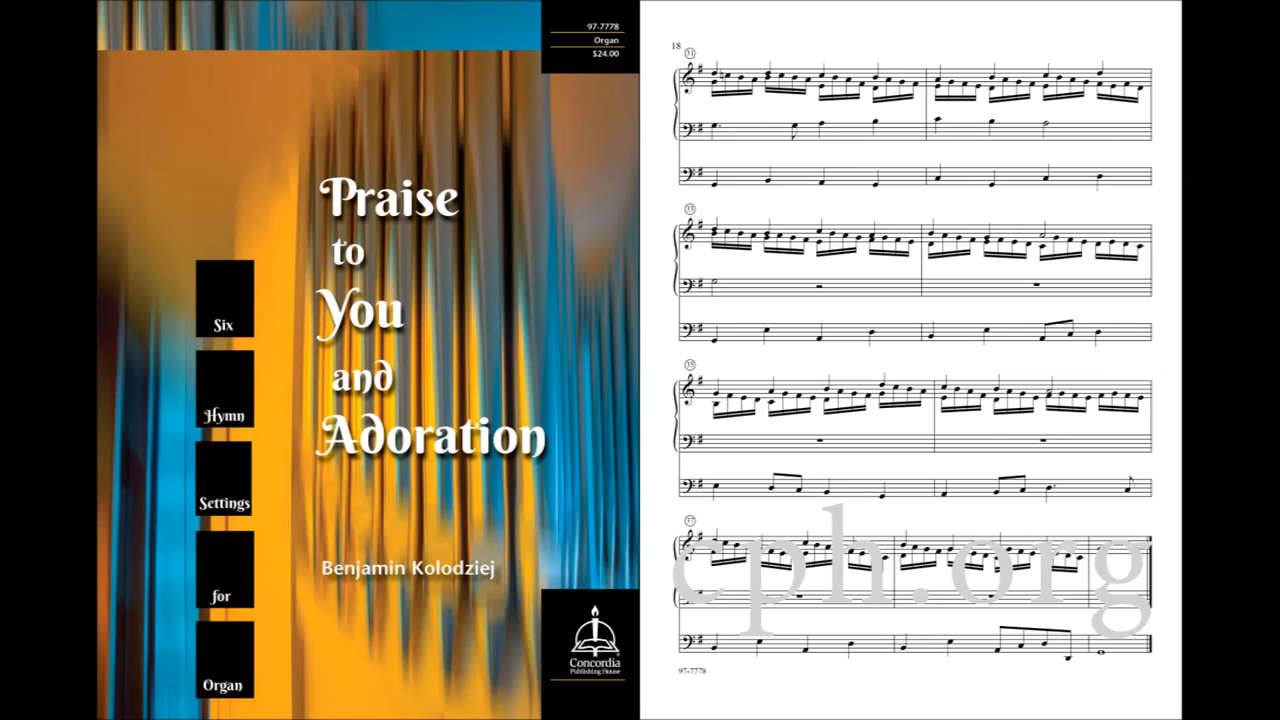 97-7778
Organ
$24.00
Praise
to
You
and
Adoration
Six
Hymn
Settings
for
Organ
Benjamin Kolodziej
Concordia
Publishing House
18
31
33
35
37
cph.org
97-7778